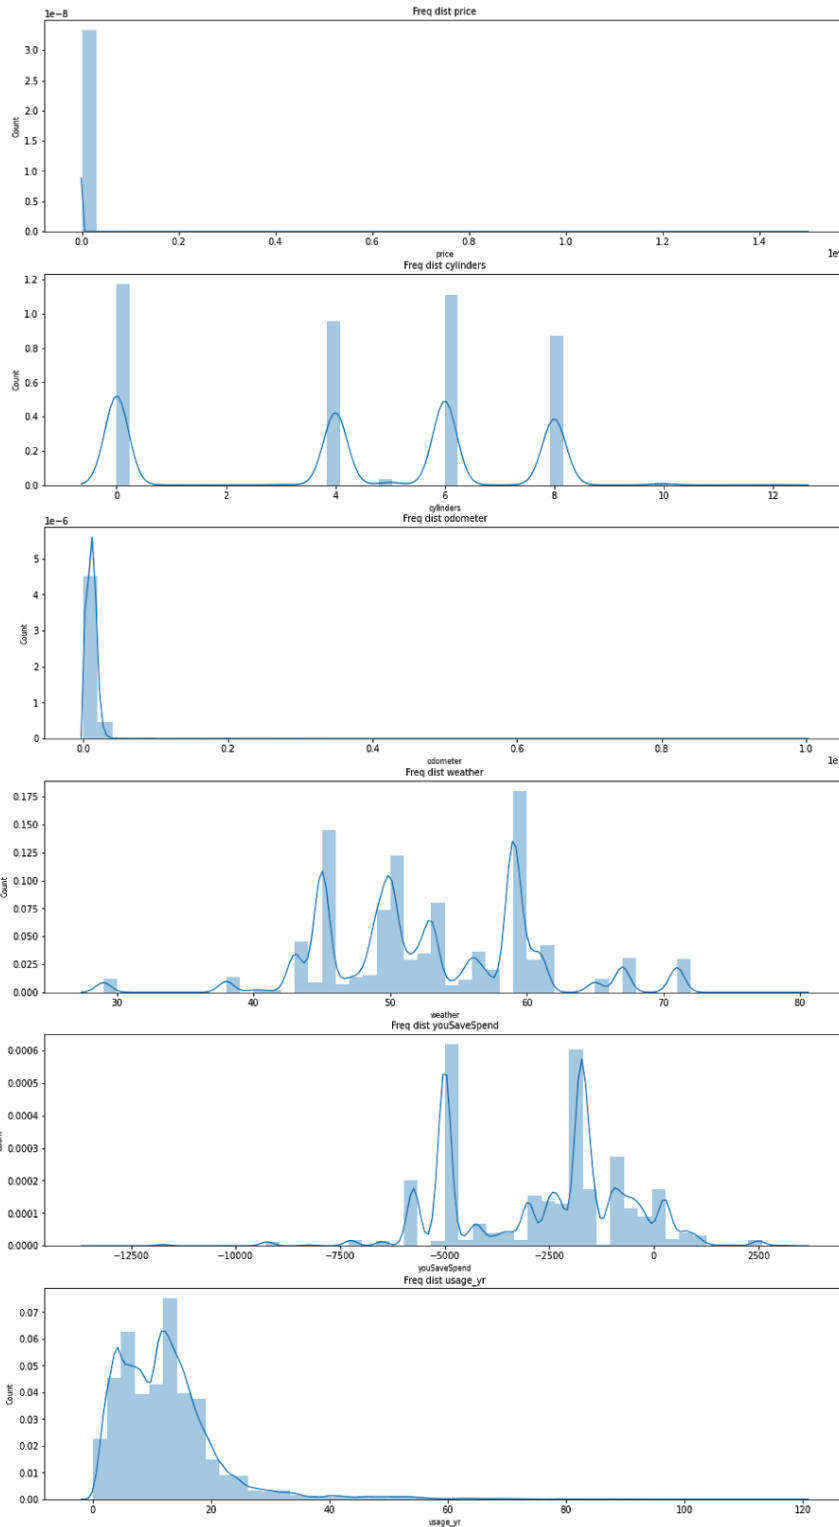 Freq dist price
1e−8
3.0
2.5
2.0
1.5
1.0
0.5
0.0
Count
0.0 0.2 0.4 0.6 0.8 1.0 1.2 1.4
price
Freq dist cylinders
1.2
1.0
0.8
0.6
0.4
0.2
0.0
Count
0 2 4 6 8 10 12
cylinders
Freq dist odometer
1e−6
5
4
3
2
1
0
Count
0.0 0.2 0.4 0.6 0.8 1.0
odometer
Freq dist weather
0.175
0.150
0.125
0.100
0.075
0.050
0.025
0.000
Count
30 40 50 60 70 80
weather
Freq dist youSaveSpend
0.0006
0.0005
0.0004
0.0003
0.0002
0.0001
0.0000
−12500 −10000 −7500 −5000 −2500 0 2500
youSaveSpend
Freq dist usage_yr
0.07
0.06
0.05
0.04
0.03
0.02
0.01
0.00
Count
0 20 40 60 80 100 120
usage_yr